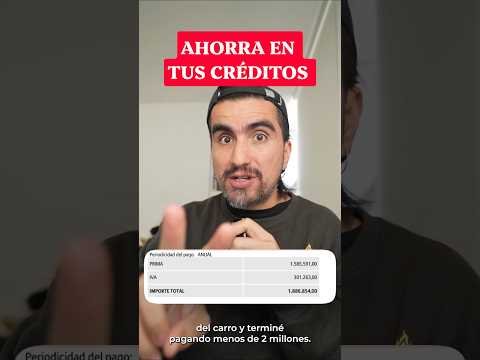 AHORRA EN
TUS CRÉDITOS
Periodicidad del pago: ANUAL
PRIMA 1.585.591,00
IVA 301.263,00
IMPORTE TOTAL 1.886.854,00
del carro y terminé
pagando menos de 2 millones.
Periodicidad del pago: